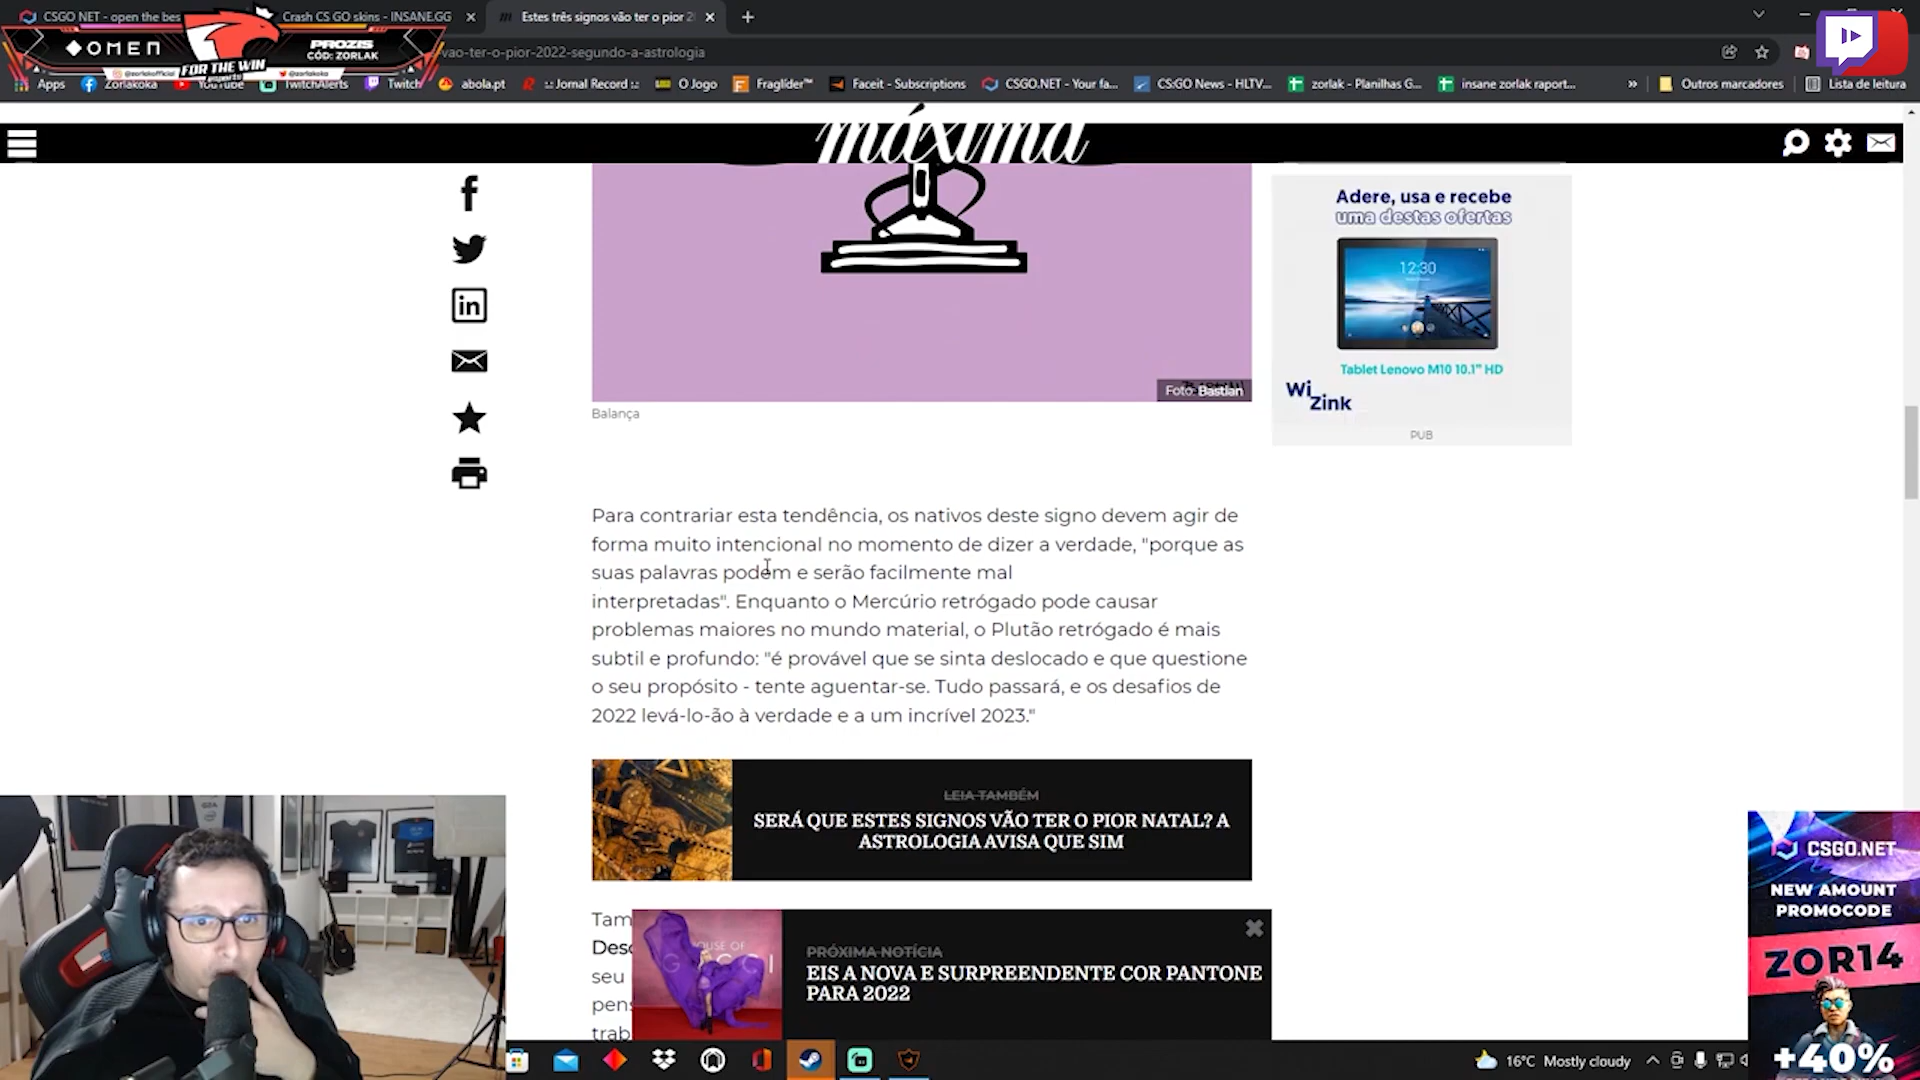 CSGO NET - open the bes
Crash CS GO skins - INSANE.GG
Estes três signos vão ter o pior 2
OMEN
FOR THE WIN
esports
PROZIS
CÓD: ZORLAK
@zorlakofficial
@zorlakoka
vao-ter-o-pior-2022-segundo-a-astrologia
Apps
Zorlakoka
YouTube
TwitchAlerts
Twitch
abola.pt
::Jornal Record ::
O Jogo
Fraglíder™
Faceit - Subscriptions
CSGO.NET - Your fa...
CS:GO News - HLTV...
zorlak - Planilhas G...
insane zorlak raport...
»
Outros marcadores
Lista de leitura
máxima
Foto: Bastian
Balança
Adere, usa e recebe
uma destas ofertas
12:30
Tablet Lenovo M10 10.1" HD
Wi
Zink
PUB
Para contrariar esta tendência, os nativos deste signo devem agir de
forma muito intencional no momento de dizer a verdade, "porque as
suas palavras podem e serão facilmente mal
interpretadas". Enquanto o Mercúrio retrógado pode causar
problemas maiores no mundo material, o Plutão retrógado é mais
subtil e profundo: "é provável que se sinta deslocado e que questione
o seu propósito - tente aguentar-se. Tudo passará, e os desafios de
2022 levá-lo-ão à verdade e a um incrível 2023."
LEIA TAMBÉM
SERÁ QUE ESTES SIGNOS VÃO TER O PIOR NATAL? A
ASTROLOGIA AVISA QUE SIM
Tam
Desc
seu
pens
trab
PRÓXIMA NOTÍCIA
EIS A NOVA E SURPREENDENTE COR PANTONE
PARA 2022
CSGO.NET
NEW AMOUNT
PROMOCODE
ZOR14
+40%
16°C Mostly cloudy